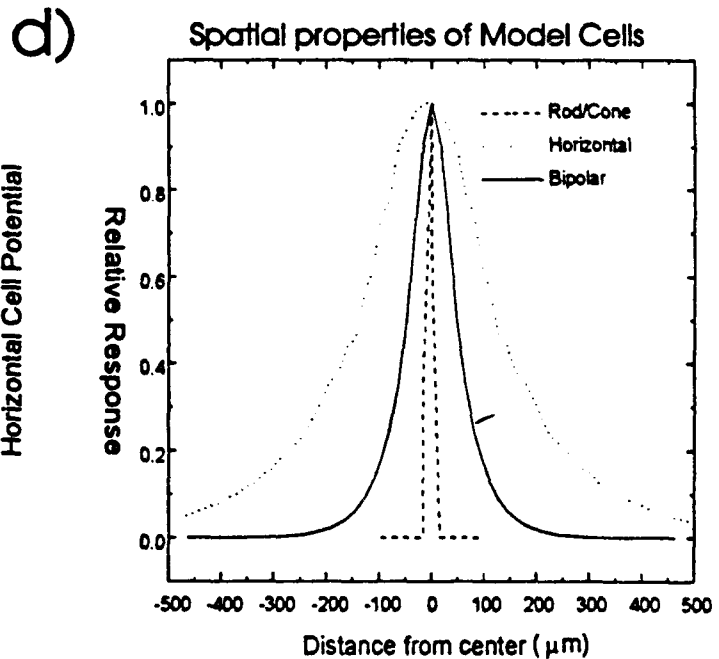 d)
Spatial properties of Model Cells
Horizontal Cell Potential
Relative Response
1.0
0.8
0.6
0.4
0.2
0.0
Rod/Cone
Horizontal
Bipolar
-500 -400 -300 -200 -100 0 100 200 300 400 500
Distance from center (μm)